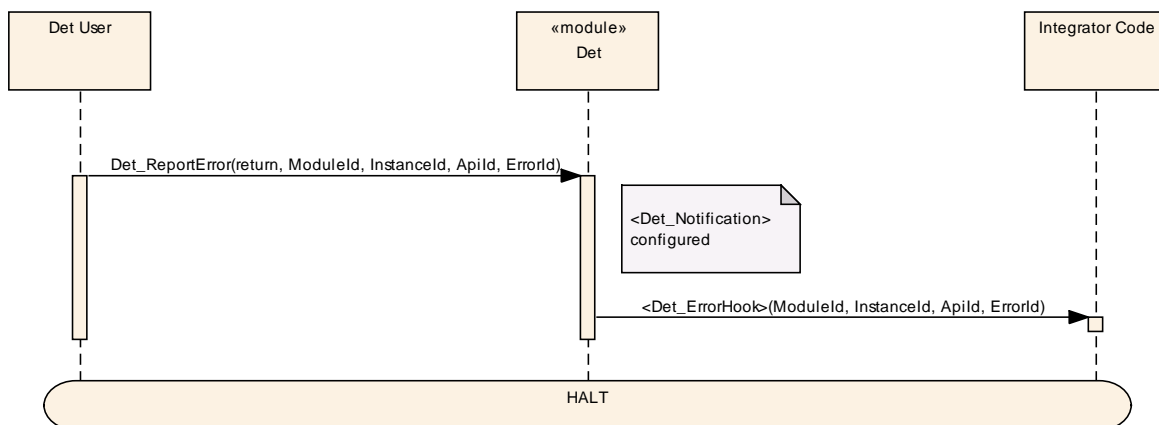 Det User
«module»
Det
Integrator Code
Det_ReportError(return, ModuleId, InstanceId, ApiId, ErrorId)
<Det_Notification>
configured
<Det_ErrorHook>(ModuleId, InstanceId, ApiId, ErrorId)
HALT